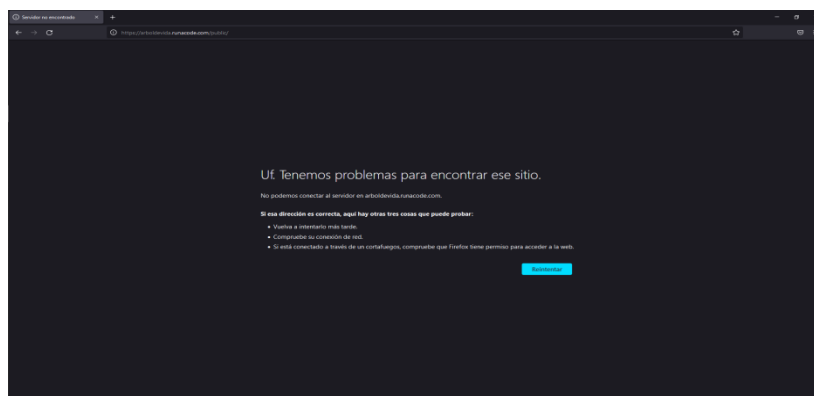 Servidor no encontrado
https://arboldevida.runacode.com/public/
Uf. Tenemos problemas para encontrar ese sitio.
No podemos conectar al servidor en arboldevida.runacode.com.
Si esa dirección es correcta, aquí hay otras tres cosas que puede probar:
• Vuelva a intentarlo más tarde.
• Compruebe su conexión de red.
• Si está conectado a través de un cortafuegos, compruebe que Firefox tiene permiso para acceder a la web.
Reintentar